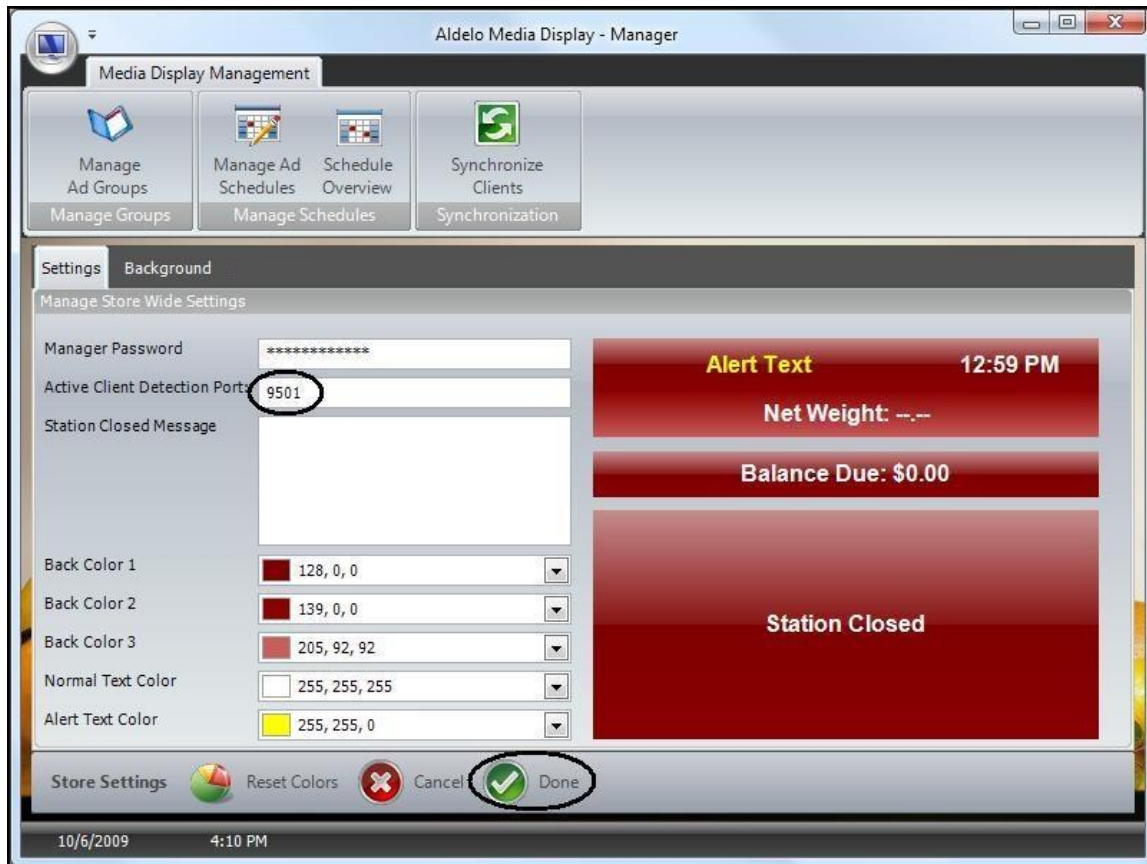 Aldelo Media Display - Manager
Media Display Management
Manage Ad Groups
Manage Ad Schedules
Schedule Overview
Synchronize Clients
Manage Groups
Manage Schedules
Synchronization
Settings Background
Manage Store Wide Settings
Manager Password ************
Active Client Detection Port: 9501
Station Closed Message
Back Color 1 128, 0, 0
Back Color 2 139, 0, 0
Back Color 3 205, 92, 92
Normal Text Color 255, 255, 255
Alert Text Color 255, 255, 0
Alert Text 12:59 PM
Net Weight: --.--
Balance Due: $0.00
Station Closed
Store Settings Reset Colors Cancel Done
10/6/2009 4:10 PM